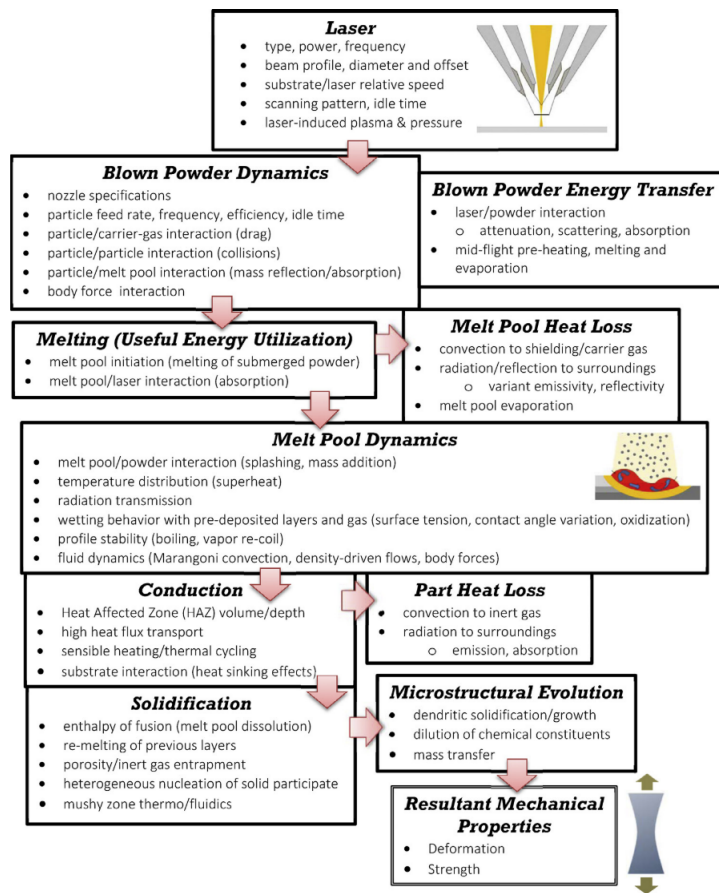 Laser
• type, power, frequency
• beam profile, diameter and offset
• substrate/laser relative speed
• scanning pattern, idle time
• laser-induced plasma & pressure
Blown Powder Dynamics
• nozzle specifications
• particle feed rate, frequency, efficiency, idle time
• particle/carrier-gas interaction (drag)
• particle/particle interaction (collisions)
• particle/melt pool interaction (mass reflection/absorption)
• body force interaction
Blown Powder Energy Transfer
• laser/powder interaction
o attenuation, scattering, absorption
• mid-flight pre-heating, melting and
evaporation
Melting (Useful Energy Utilization)
• melt pool initiation (melting of submerged powder)
• melt pool/laser interaction (absorption)
Melt Pool Heat Loss
• convection to shielding/carrier gas
• radiation/reflection to surroundings
o variant emissivity, reflectivity
• melt pool evaporation
Melt Pool Dynamics
• melt pool/powder interaction (splashing, mass addition)
• temperature distribution (superheat)
• radiation transmission
• wetting behavior with pre-deposited layers and gas (surface tension, contact angle variation, oxidization)
• profile stability (boiling, vapor re-coil)
• fluid dynamics (Marangoni convection, density-driven flows, body forces)
Conduction
• Heat Affected Zone (HAZ) volume/depth
• high heat flux transport
• sensible heating/thermal cycling
• substrate interaction (heat sinking effects)
Part Heat Loss
• convection to inert gas
• radiation to surroundings
o emission, absorption
Solidification
• enthalpy of fusion (melt pool dissolution)
• re-melting of previous layers
• porosity/inert gas entrapment
• heterogeneous nucleation of solid participate
• mushy zone thermo/fluidics
Microstructural Evolution
• dendritic solidification/growth
• dilution of chemical constituents
• mass transfer
Resultant Mechanical
Properties
• Deformation
• Strength